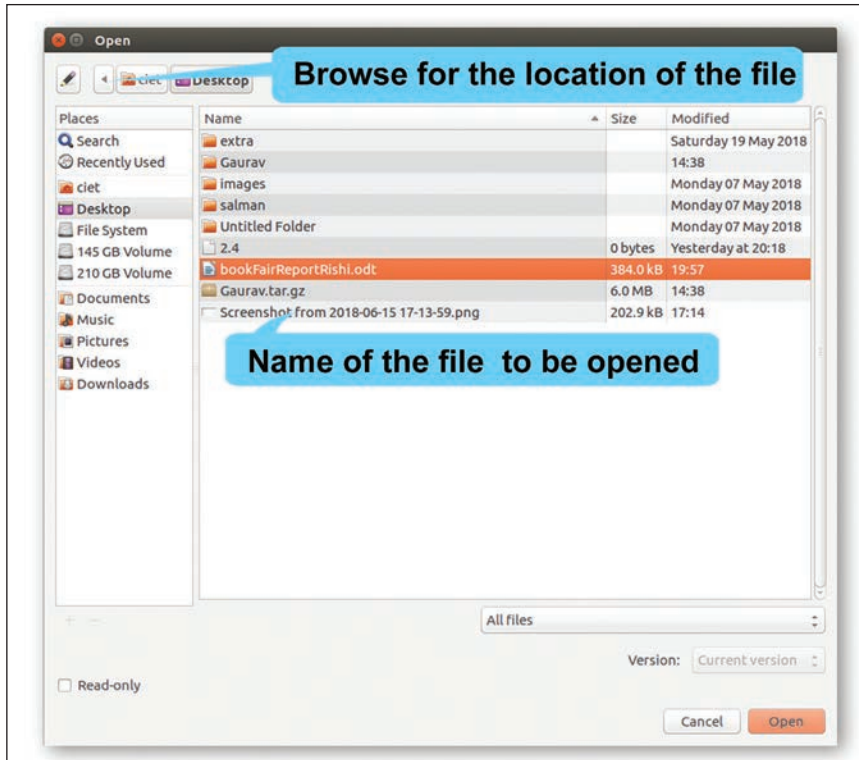 Open
ciet Desktop
Browse for the location of the file
Places
Search
Recently Used
ciet
Desktop
File System
145 GB Volume
210 GB Volume
Documents
Music
Pictures
Videos
Downloads
Name Size Modified
extra Saturday 19 May 2018
Gaurav 14:38
images Monday 07 May 2018
salman Monday 07 May 2018
Untitled Folder Monday 07 May 2018
2.4 0 bytes Yesterday at 20:18
bookFairReportRishi.odt 384.0 kB 19:57
Gaurav.tar.gz 6.0 MB 14:38
Screenshot from 2018-06-15 17-13-59.png 202.9 kB 17:14
Name of the file to be opened
All files
Version: Current version
Read-only
Cancel Open